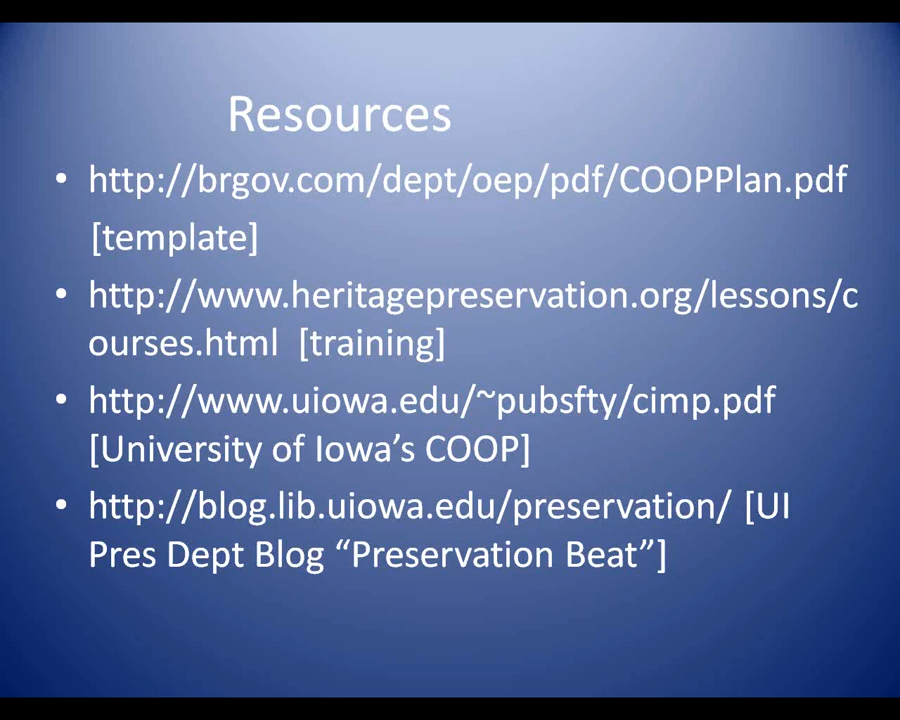 Resources
• http://brgov.com/dept/oep/pdf/COOPPlan.pdf
[template]
• http://www.heritagepreservation.org/lessons/c
ourses.html [training]
• http://www.uiowa.edu/~pubsfty/cimp.pdf
[University of Iowa’s COOP]
• http://blog.lib.uiowa.edu/preservation/ [UI
Pres Dept Blog “Preservation Beat”]